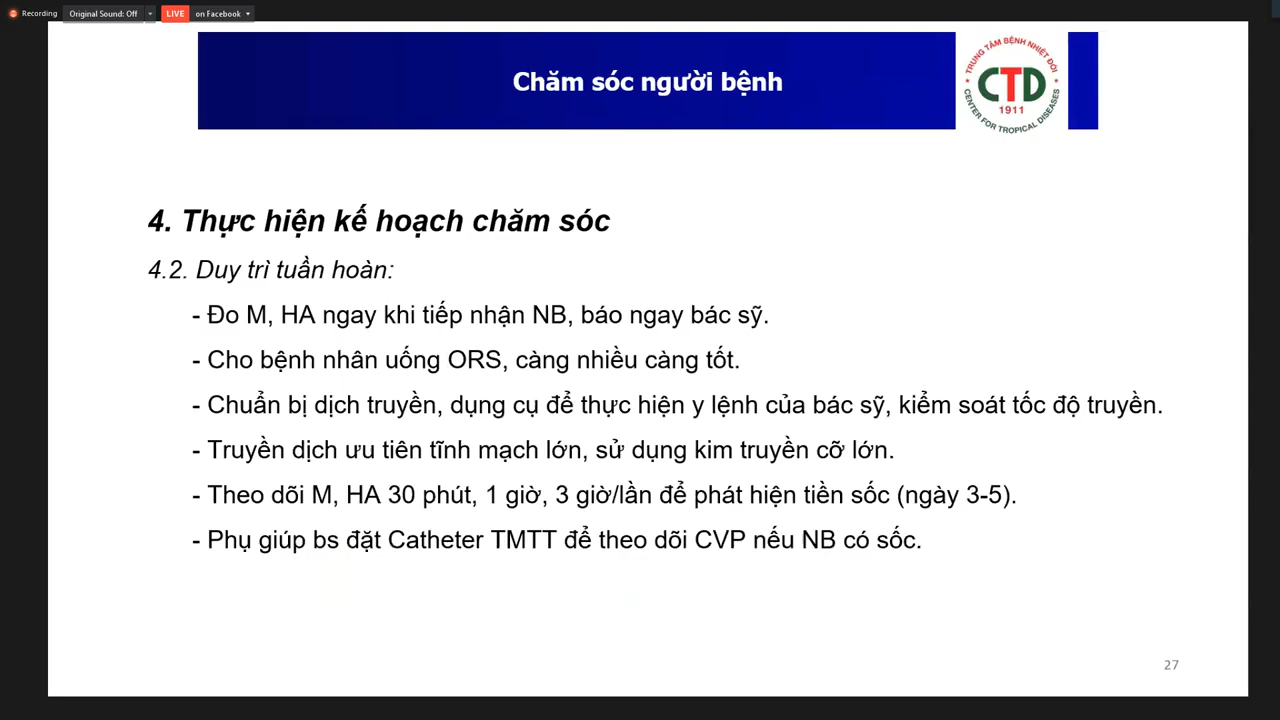 Recording
Original Sound: Off
LIVE
on Facebook
Chăm sóc người bệnh
TRUNG TÂM BỆNH NHIỆT ĐỚI
CTD
1911
CENTER FOR TROPICAL DISEASES
4. Thực hiện kế hoạch chăm sóc
4.2. Duy trì tuần hoàn:
- Đo M, HA ngay khi tiếp nhận NB, báo ngay bác sỹ.
- Cho bệnh nhân uống ORS, càng nhiều càng tốt.
- Chuẩn bị dịch truyền, dụng cụ để thực hiện y lệnh của bác sỹ, kiểm soát tốc độ truyền.
- Truyền dịch ưu tiên tĩnh mạch lớn, sử dụng kim truyền cỡ lớn.
- Theo dõi M, HA 30 phút, 1 giờ, 3 giờ/lần để phát hiện tiền sốc (ngày 3-5).
- Phụ giúp bs đặt Catheter TMTT để theo dõi CVP nếu NB có sốc.
27